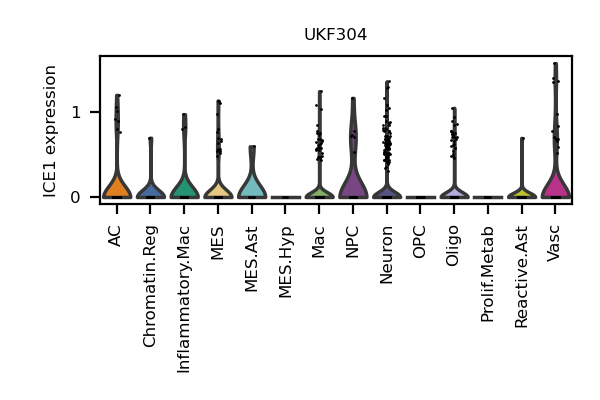 UKF304
ICE1 expression
1
0
AC
Chromatin.Reg
Inflammatory.Mac
MES
MES.Ast
MES.Hyp
Mac
NPC
Neuron
OPC
Oligo
Prolif.Metab
Reactive.Ast
Vasc